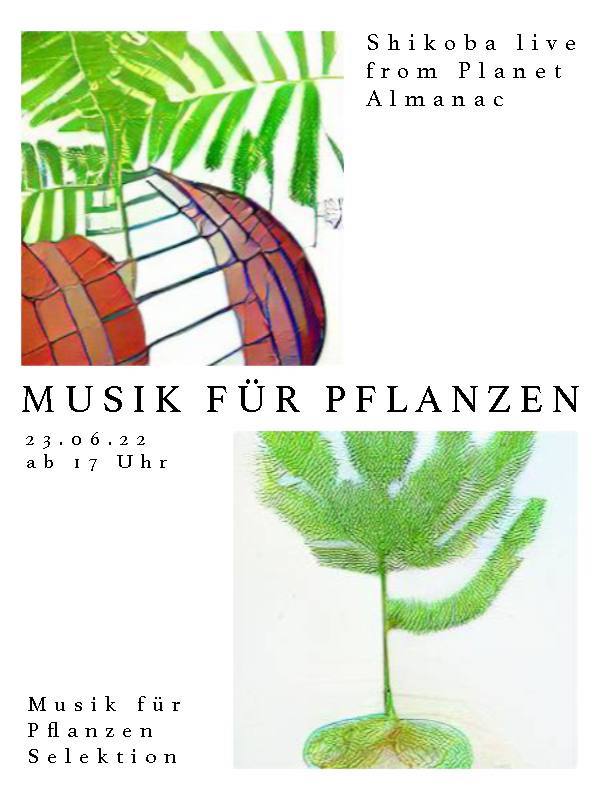 Shikoba live
from Planet
Almanac
MUSIK FÜR PFLANZEN
23.06.22
ab 17 Uhr
Musik für
Pflanzen
Selektion